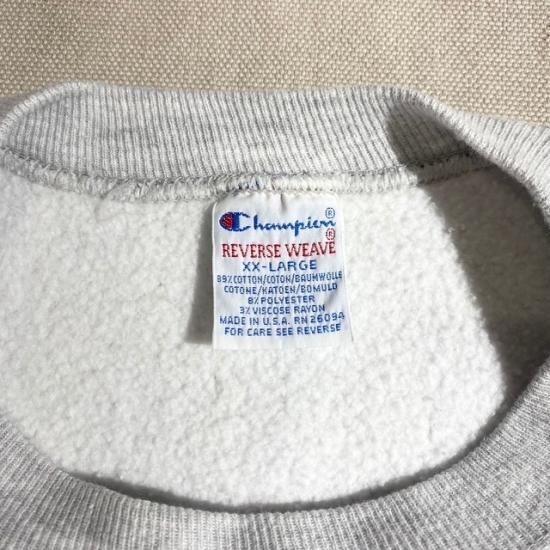 Champion®
REVERSE WEAVE®
XX-LARGE
89% COTTON/COTON/BAUMWOLLE
COTONE/KATOEN/BOMULD
8% POLYESTER
3% VISCOSE RAYON
MADE IN U.S.A. RN 26094
FOR CARE SEE REVERSE